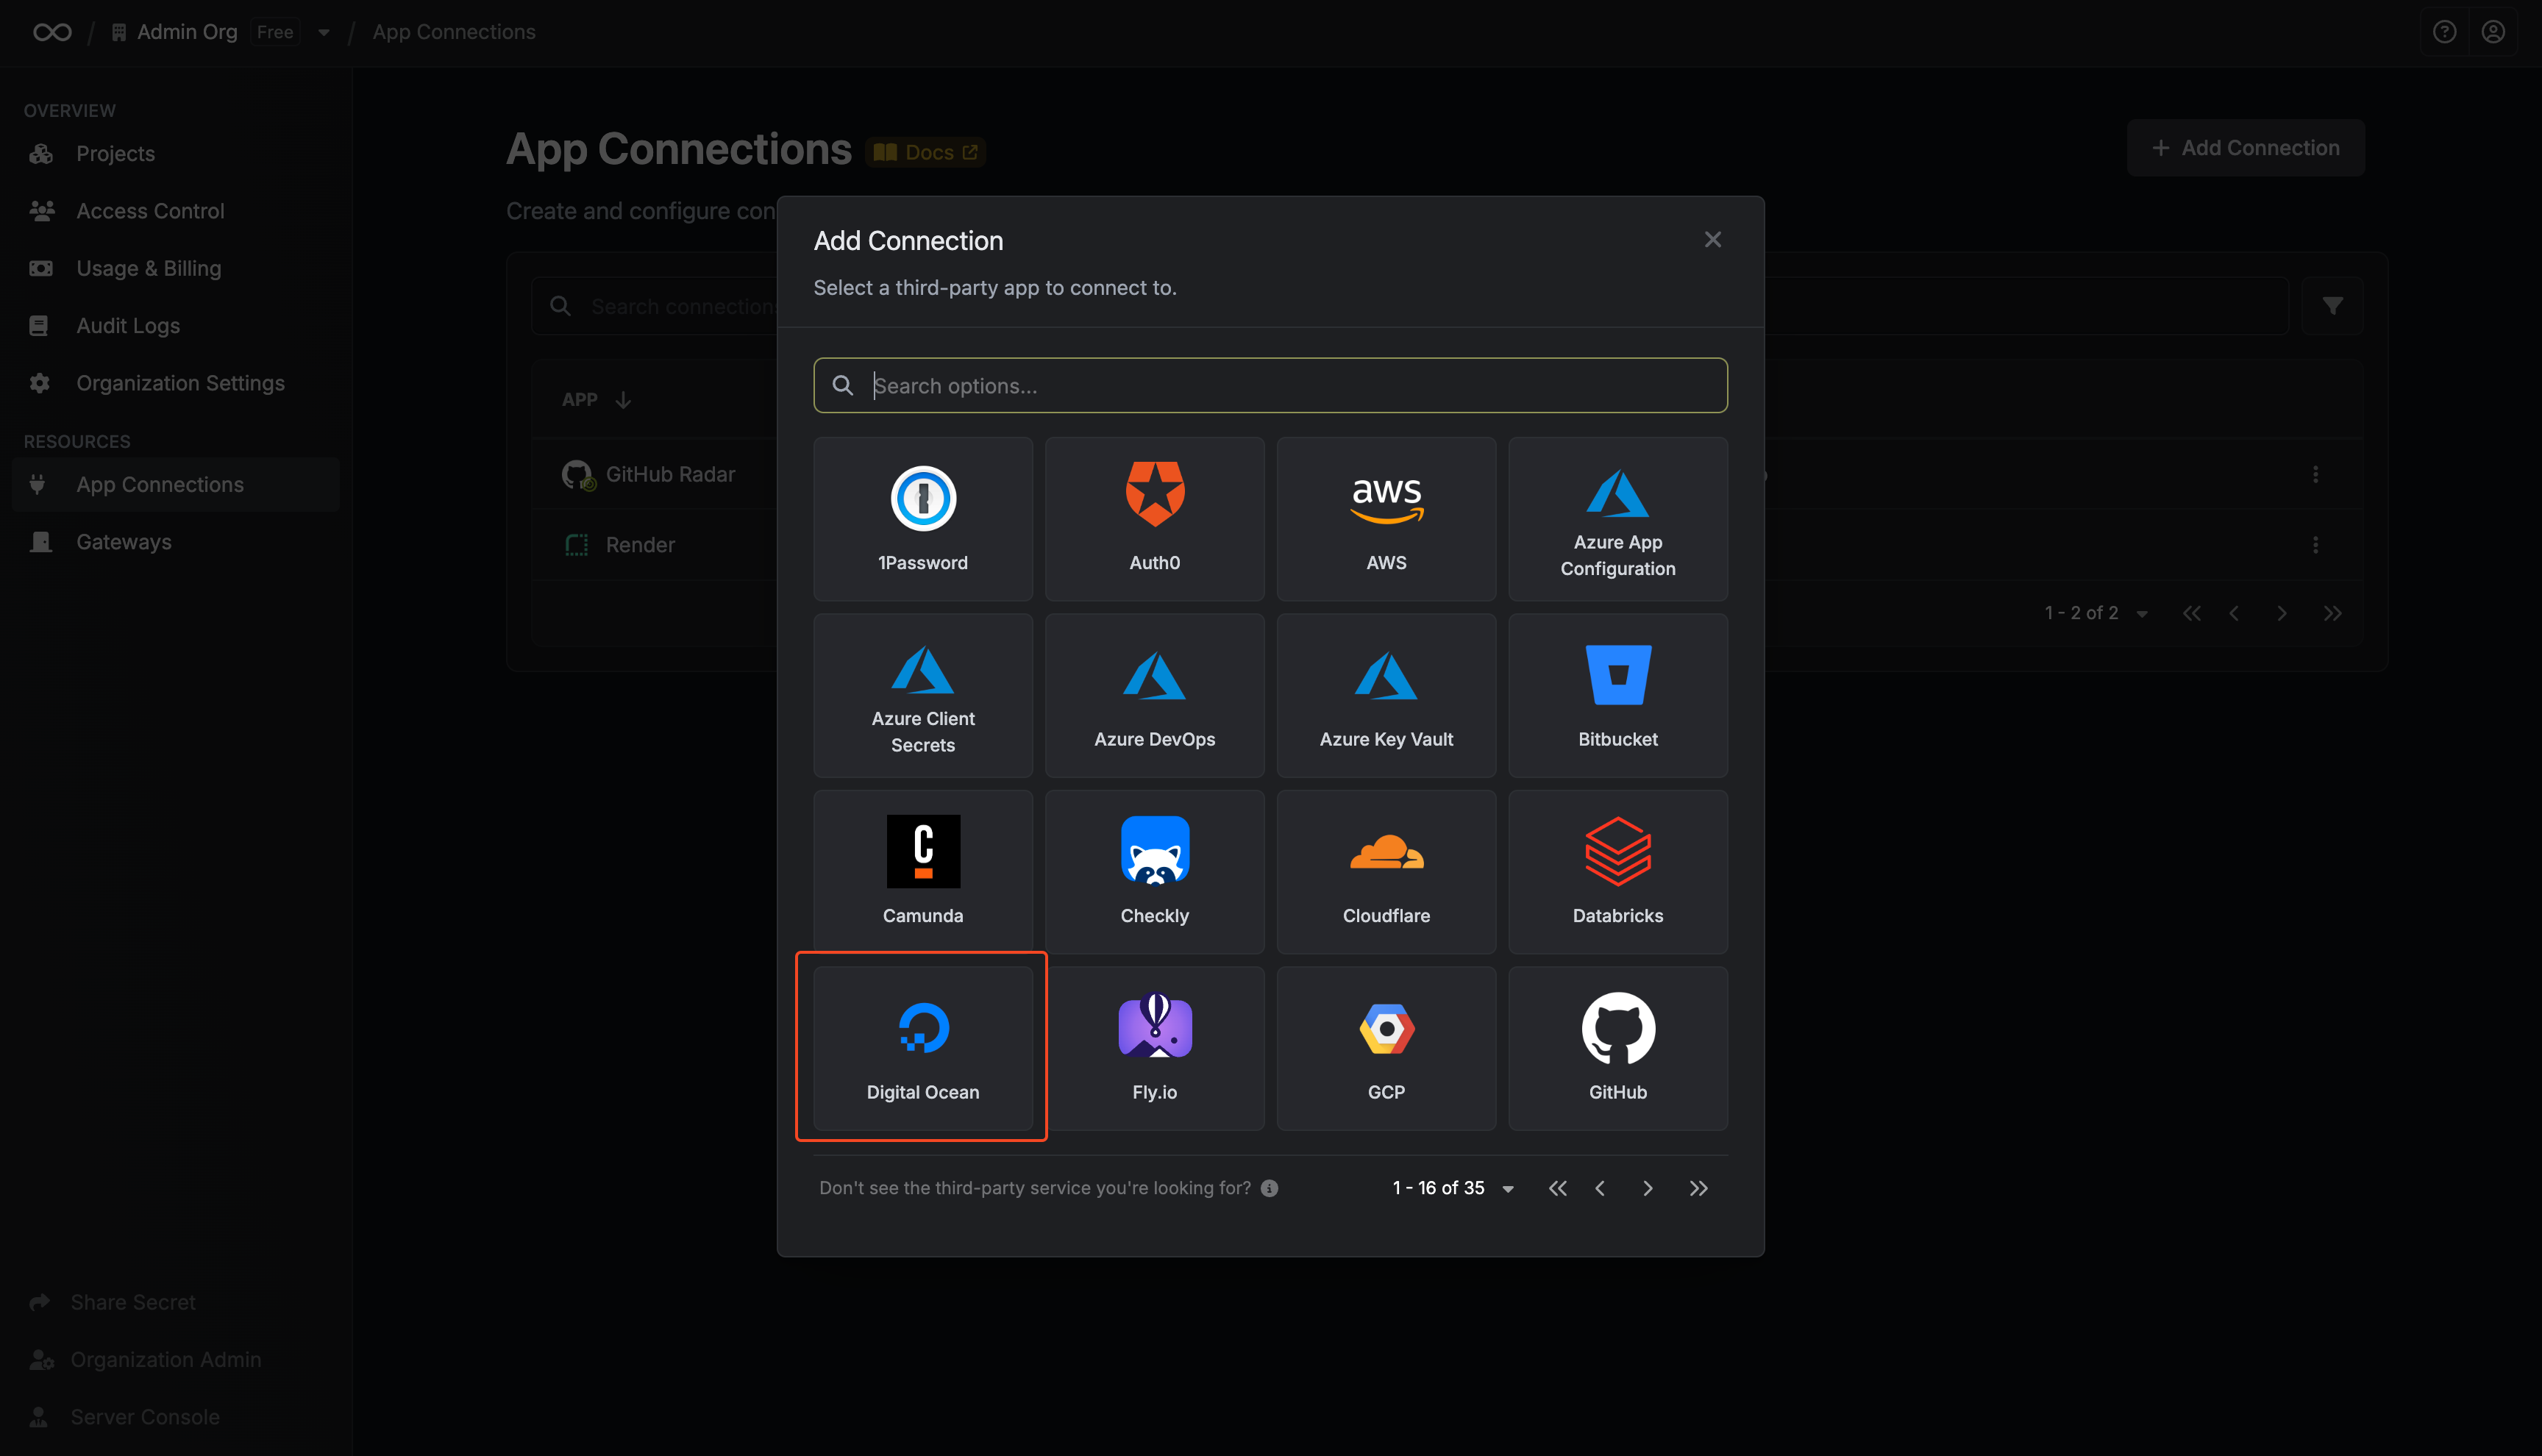 Admin Org Free App Connections
OVERVIEW
Projects
Access Control
Usage & Billing
Audit Logs
Organization Settings
RESOURCES
App Connections
Gateways
Share Secret
Organization Admin
Server Console
App Connections Docs
Add Connection
Create and configure con
Search connection
APP
GitHub Radar
Render
1 - 2 of 2
Add Connection
Select a third-party app to connect to.
Search options...
1Password
Auth0
aws
AWS
Azure App
Configuration
Azure Client
Secrets
Azure DevOps
Azure Key Vault
Bitbucket
C
Camunda
Checkly
Cloudflare
Databricks
Digital Ocean
Fly.io
GCP
GitHub
Don't see the third-party service you're looking for?
1 - 16 of 35